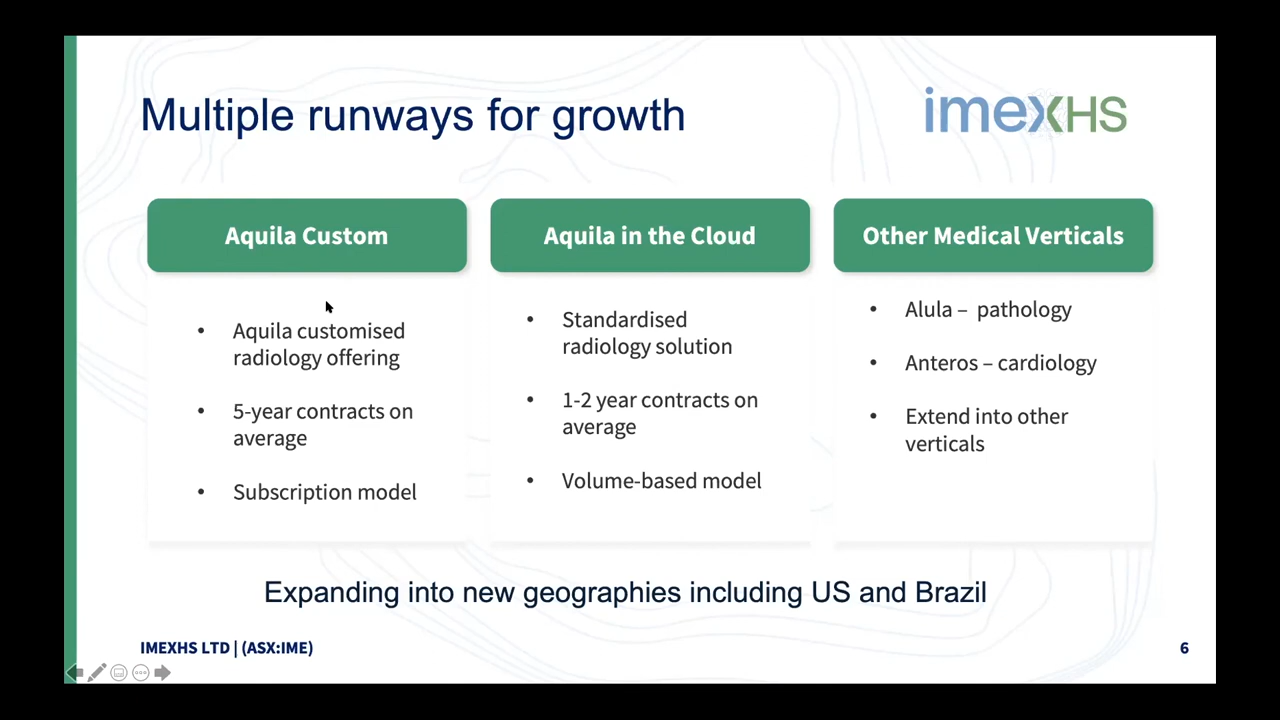 Multiple runways for growth
imexHS
Aquila Custom
• Aquila customised
radiology offering
• 5-year contracts on
average
• Subscription model
Aquila in the Cloud
• Standardised
radiology solution
• 1-2 year contracts on
average
• Volume-based model
Other Medical Verticals
• Alula – pathology
• Anteros – cardiology
• Extend into other
verticals
Expanding into new geographies including US and Brazil
IMEXHS LTD | (ASX:IME)
6